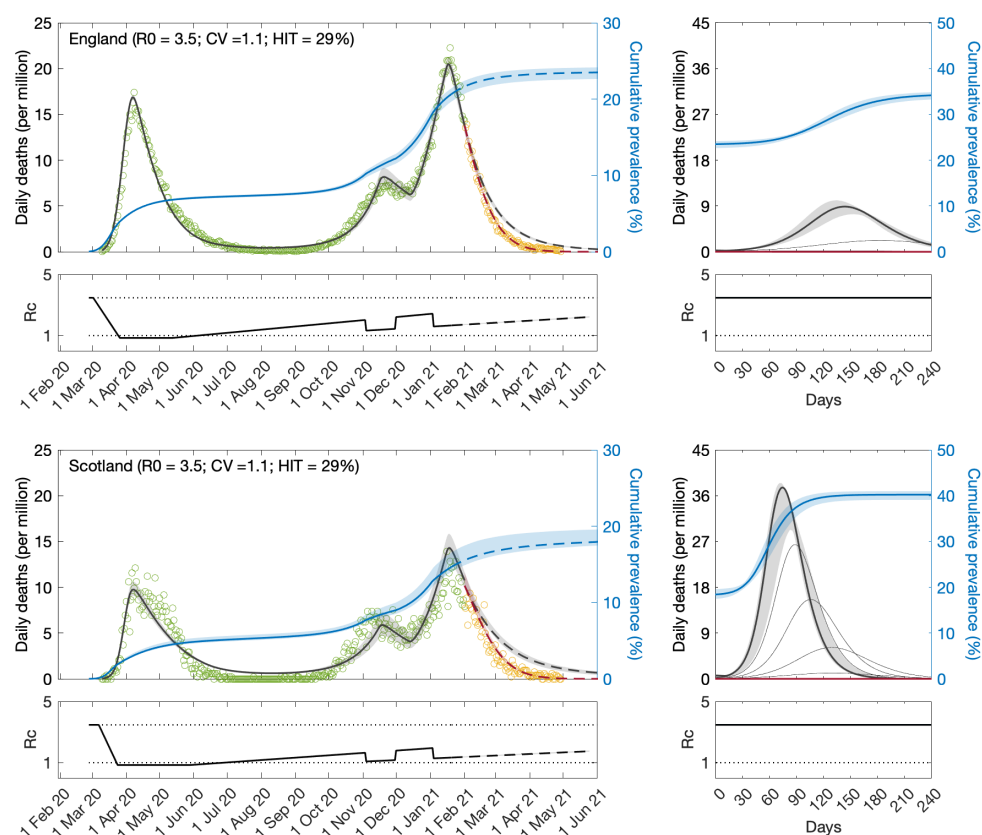 England (R0 = 3.5; CV =1.1; HIT = 29%)
Daily deaths (per million)
25
20
15
10
5
0
Cumulative prevalence (%)
30
20
10
0
Rc
5
1
1 Feb 20
1 Mar 20
1 Apr 20
1 May 20
1 Jun 20
1 Jul 20
1 Aug 20
1 Sep 20
1 Oct 20
1 Nov 20
1 Dec 20
1 Jan 21
1 Feb 21
1 Mar 21
1 Apr 21
1 May 21
1 Jun 21
Daily deaths (per million)
45
36
27
18
9
0
Cumulative prevalence (%)
50
40
30
20
10
0
Rc
5
1
0
30
60
90
120
150
180
210
240
Days
Scotland (R0 = 3.5; CV =1.1; HIT = 29%)
Daily deaths (per million)
25
20
15
10
5
0
Cumulative prevalence (%)
30
20
10
0
Rc
5
1
1 Feb 20
1 Mar 20
1 Apr 20
1 May 20
1 Jun 20
1 Jul 20
1 Aug 20
1 Sep 20
1 Oct 20
1 Nov 20
1 Dec 20
1 Jan 21
1 Feb 21
1 Mar 21
1 Apr 21
1 May 21
1 Jun 21
Daily deaths (per million)
45
36
27
18
9
0
Cumulative prevalence (%)
50
40
30
20
10
0
Rc
5
1
0
30
60
90
120
150
180
210
240
Days